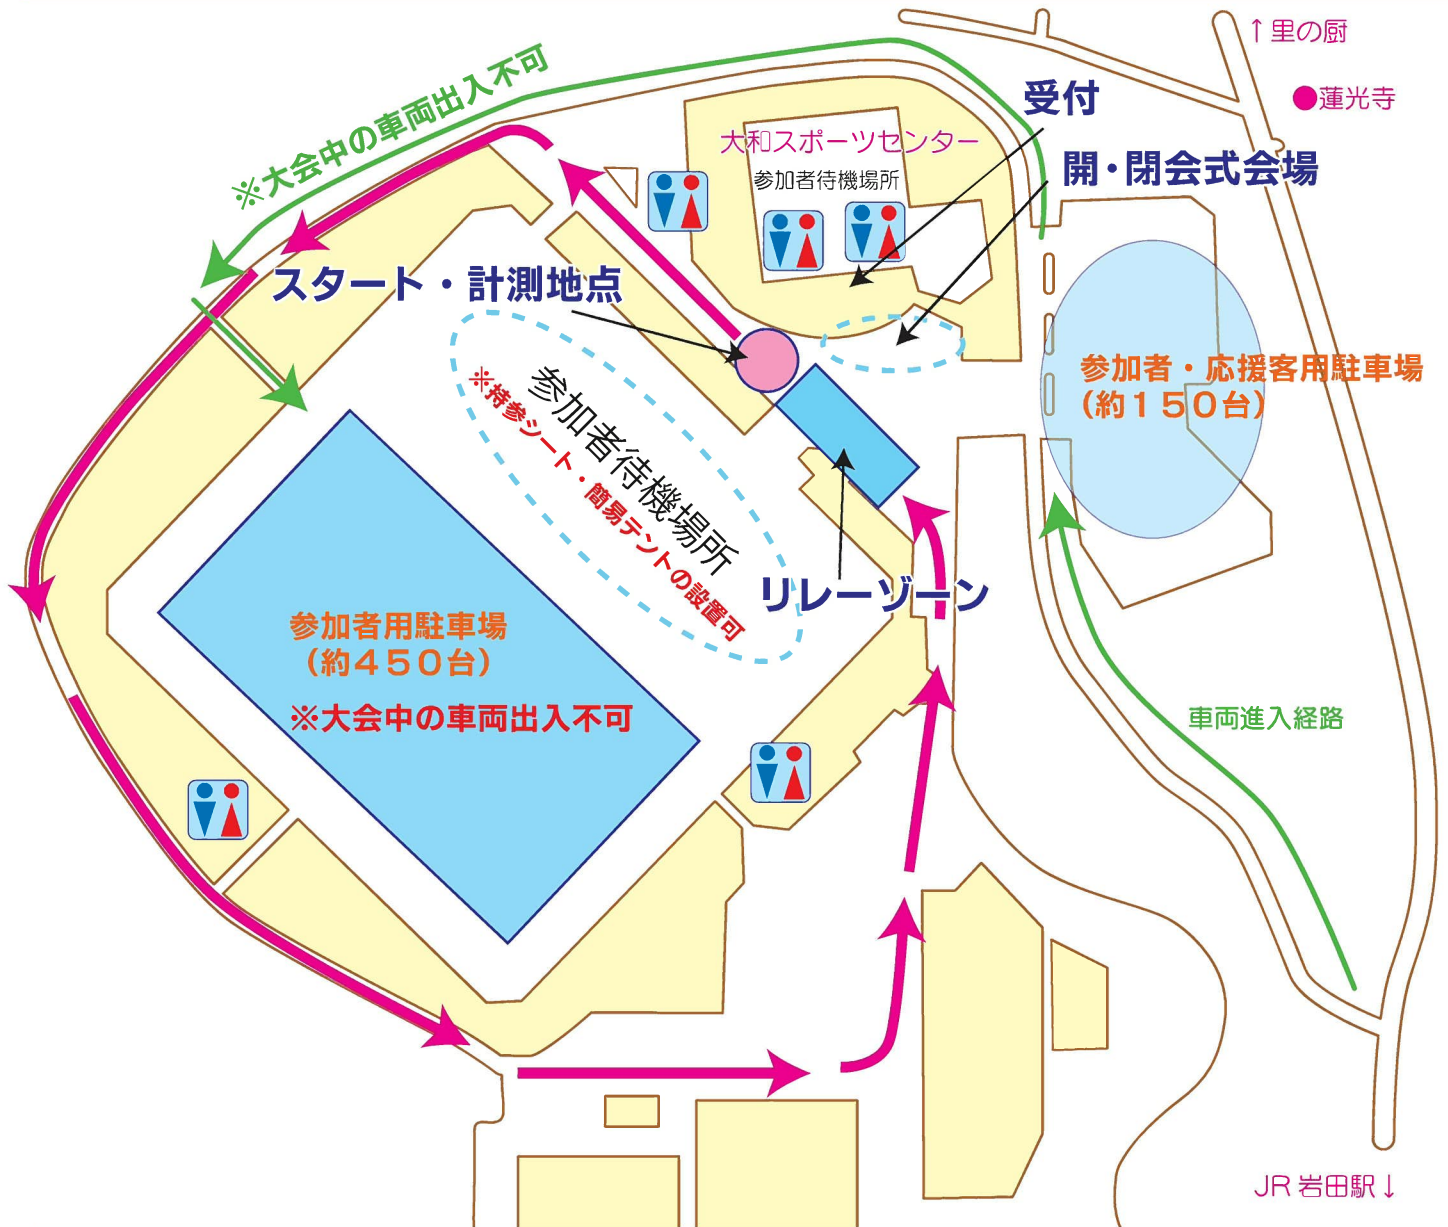 ↑里の厨
●蓮光寺
※大会中の車両出入不可
受付
大和スポーツセンター
開・閉会式会場
参加者待機場所
スタート・計測地点
参加者・応援客用駐車場
(約150台)
参加者待機場所
※持参シート・簡易テントの設置可
リレーゾーン
参加者用駐車場
(約450台)
※大会中の車両出入不可
車両進入経路
JR岩田駅↓